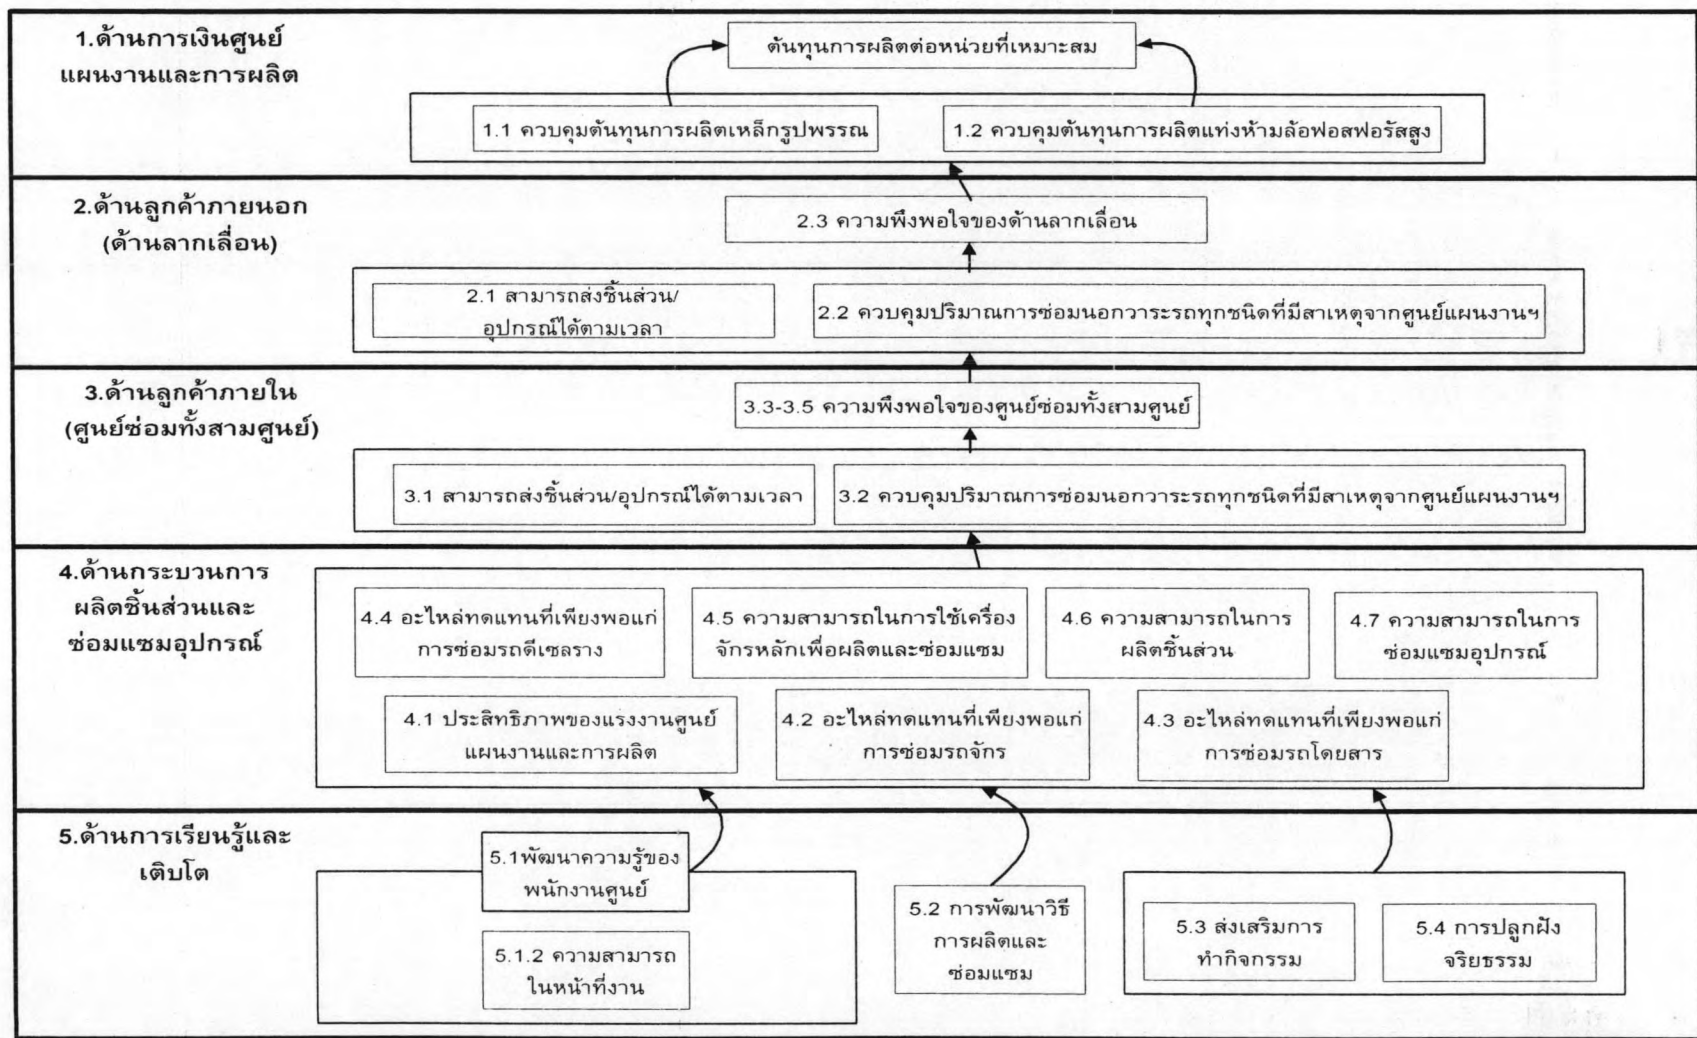 1.ด้านการเงินศูนย์
แผนงานและการผลิต
ต้นทุนการผลิตต่อหน่วยที่เหมาะสม
1.1 ควบคุมต้นทุนการผลิตเหล็กรูปพรรณ
1.2 ควบคุมต้นทุนการผลิตแท่งห้ามล้อฟอสฟอรัสสูง
2.ด้านลูกค้าภายนอก
(ด้านลากเลื่อน)
2.3 ความพึงพอใจของด้านลากเลื่อน
2.1 สามารถส่งชิ้นส่วน/
อุปกรณ์ได้ตามเวลา
2.2 ควบคุมปริมาณการซ่อมนอกวาระรถทุกชนิดที่มีสาเหตุจากศูนย์แผนงานฯ
3.ด้านลูกค้าภายใน
(ศูนย์ซ่อมทั้งสามศูนย์)
3.3-3.5 ความพึงพอใจของศูนย์ซ่อมทั้งสามศูนย์
3.1 สามารถส่งชิ้นส่วน/อุปกรณ์ได้ตามเวลา
3.2 ควบคุมปริมาณการซ่อมนอกวาระรถทุกชนิดที่มีสาเหตุจากศูนย์แผนงานฯ
4.ด้านกระบวนการ
ผลิตชิ้นส่วนและ
ซ่อมแซมอุปกรณ์
4.4 อะไหล่ทดแทนที่เพียงพอแก่
การซ่อมรถดีเซลราง
4.5 ความสามารถในการใช้เครื่อง
จักรหลักเพื่อผลิตและซ่อมแซม
4.6 ความสามารถในการ
ผลิตชิ้นส่วน
4.7 ความสามารถในการ
ซ่อมแซมอุปกรณ์
4.1 ประสิทธิภาพของแรงงานศูนย์
แผนงานและการผลิต
4.2 อะไหล่ทดแทนที่เพียงพอแก่
การซ่อมรถจักร
4.3 อะไหล่ทดแทนที่เพียงพอแก่
การซ่อมรถโดยสาร
5.ด้านการเรียนรู้และ
เติบโต
5.1พัฒนาความรู้ของ
พนักงานศูนย์
5.1.2 ความสามารถ
ในหน้าที่งาน
5.2 การพัฒนาวิธี
การผลิตและ
ซ่อมแซม
5.3 ส่งเสริมการ
ทำกิจกรรม
5.4 การปลูกฝัง
จริยธรรม